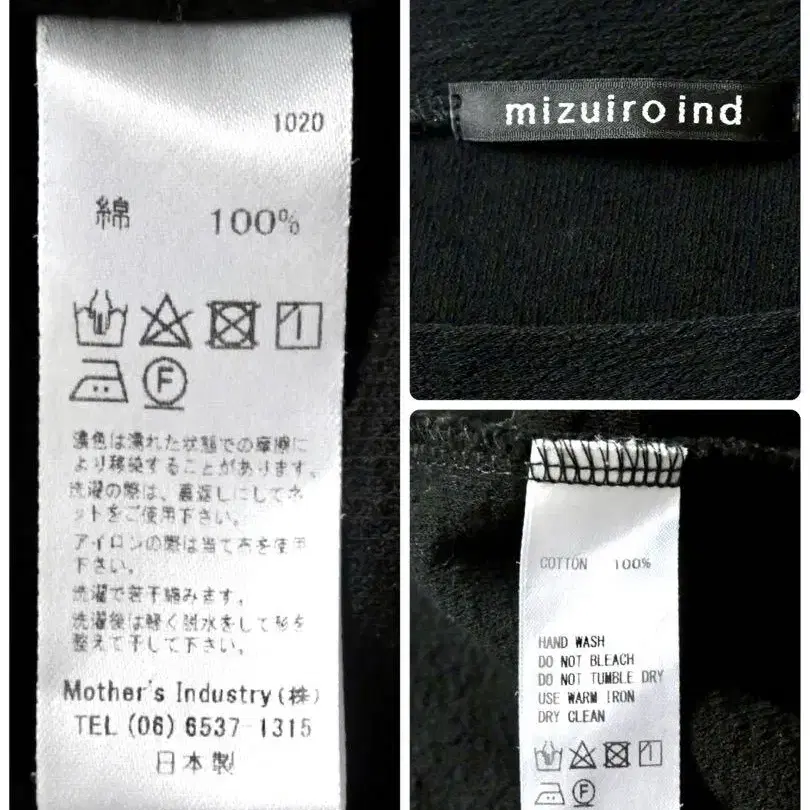 1020
綿 100%
F
濃色は濡れた状態での摩擦に
より移染することがあります。
洗濯の際は、裏返しにしてネ
ットをご使用下さい。
アイロンの際は当て布を使用
下さい。
洗濯で若干縮みます。
洗濯後は軽く脱水をして形を
整えて干して下さい。
Mother's Industry(株)
TEL (06) 6537-1315
日本製
mizuiro ind
COTTON 100%
HAND WASH
DO NOT BLEACH
DO NOT TUMBLE DRY
USE WARM IRON
DRY CLEAN
F